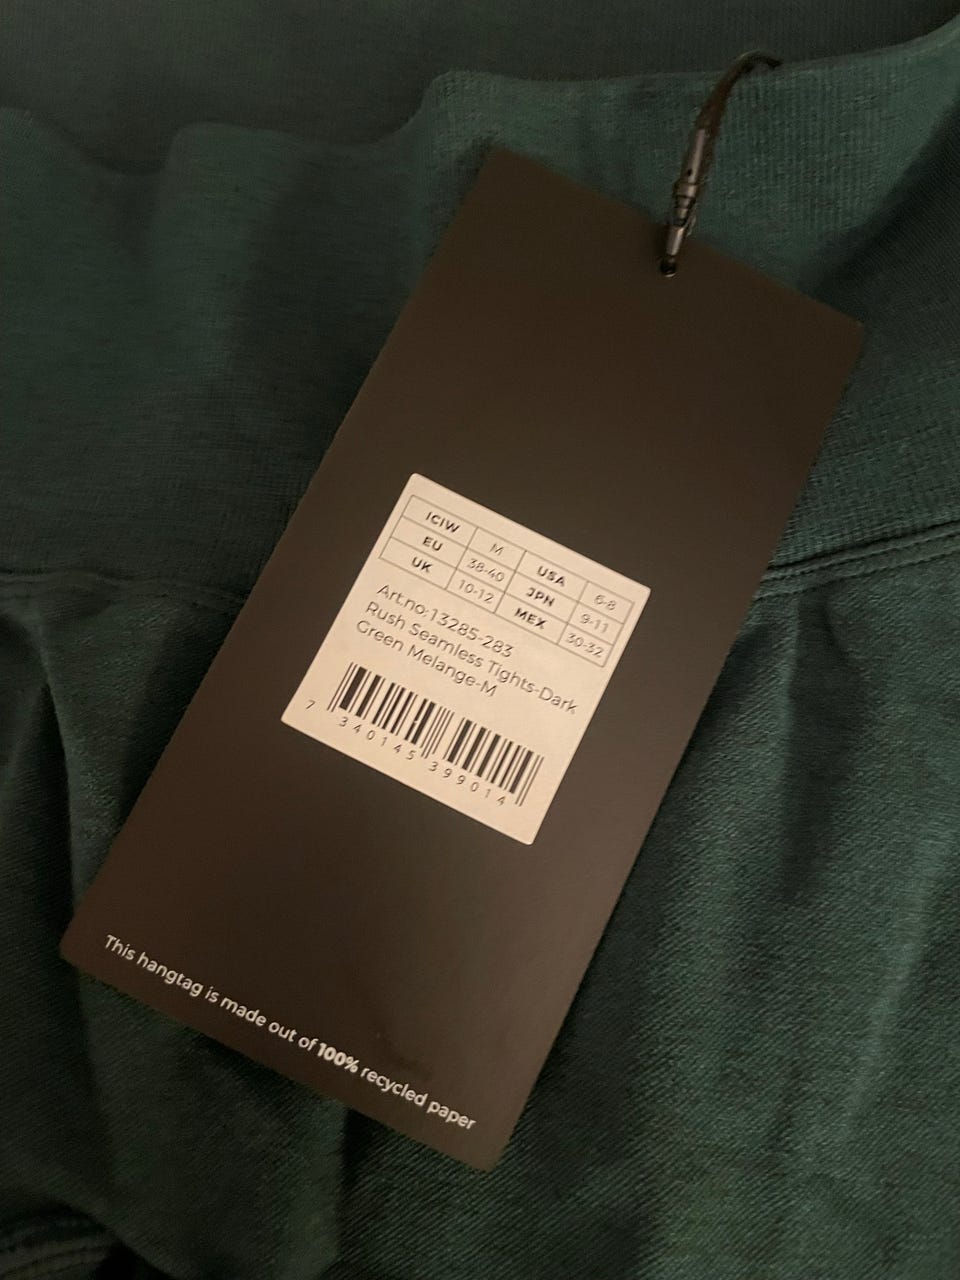 ICIW M USA 6-8
EU 38-40 JPN 9-11
UK 10-12 MEX 30-32
Art.no:13285-283
Rush Seamless Tights-Dark
Green Melange-M
7 340145 399014
This hangtag is made out of 100% recycled paper